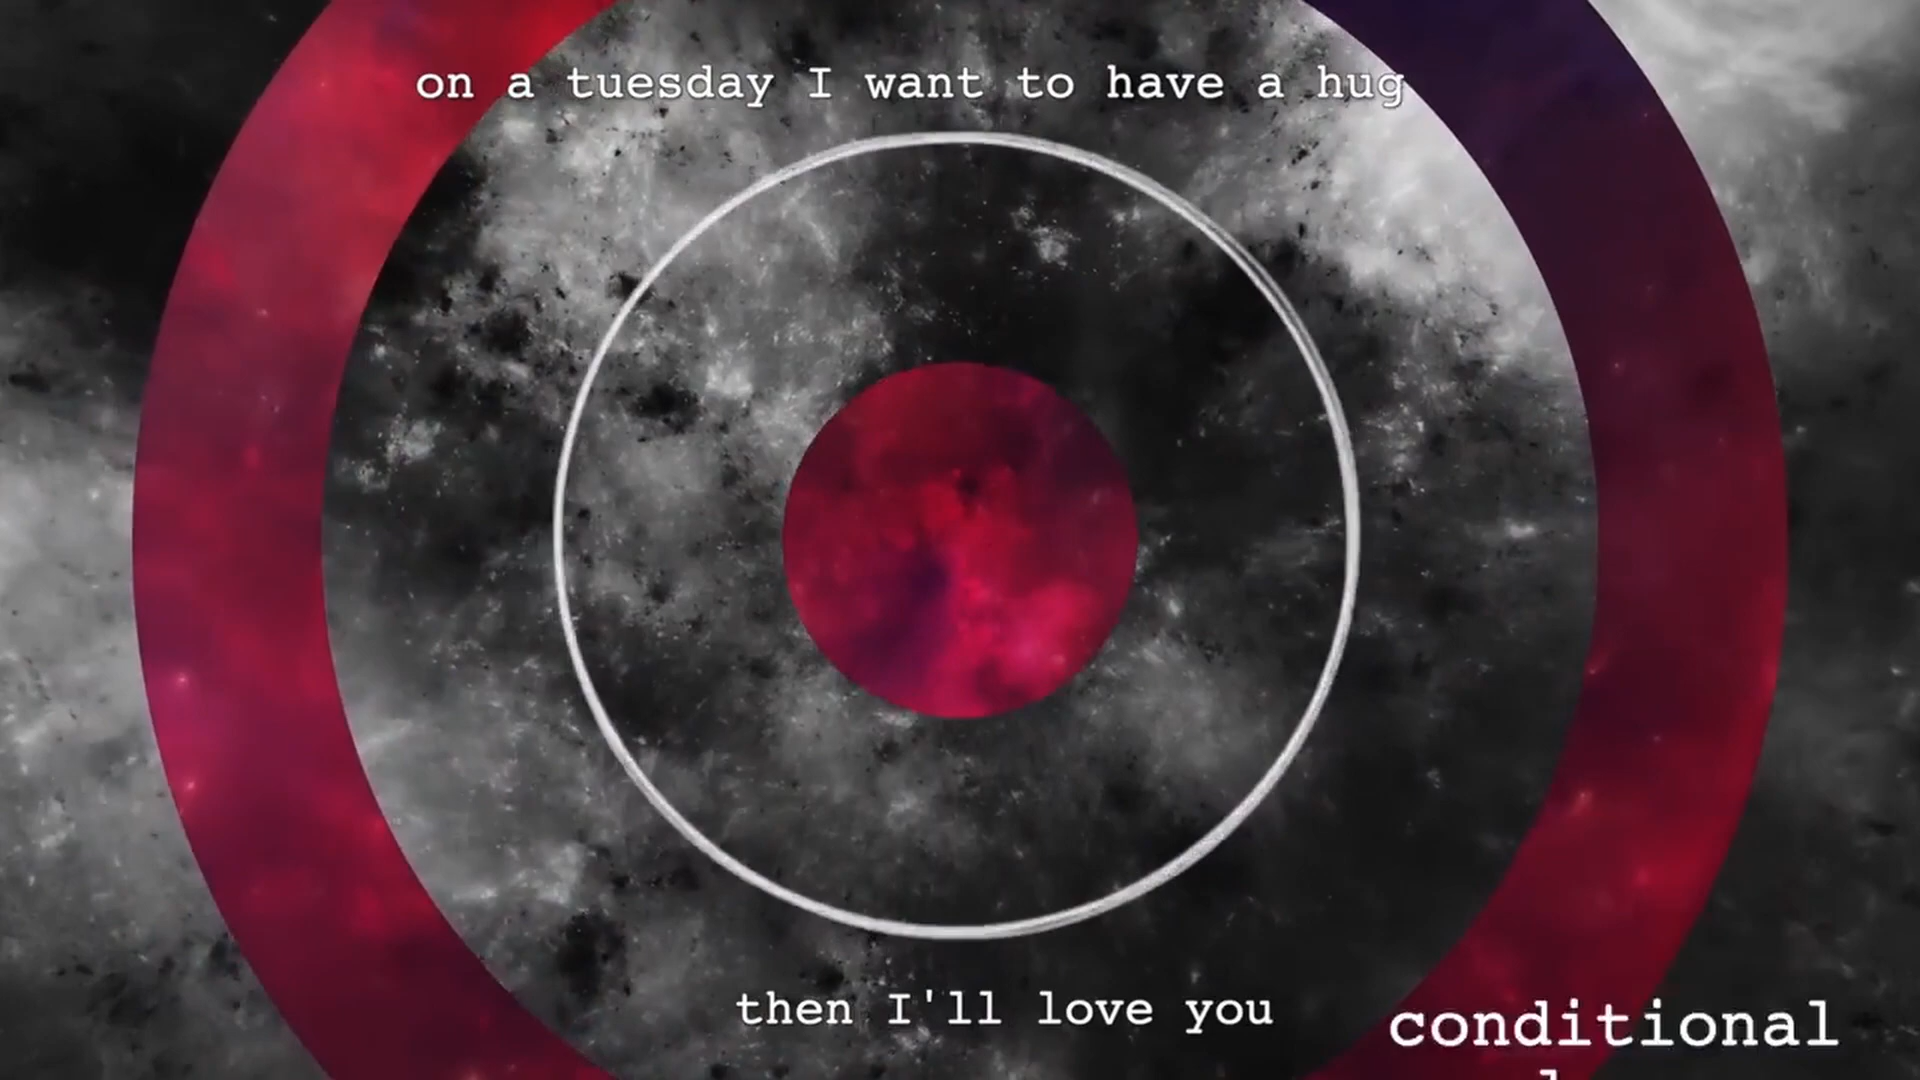 on a tuesday I want to have a hug
then I'll love you
conditional